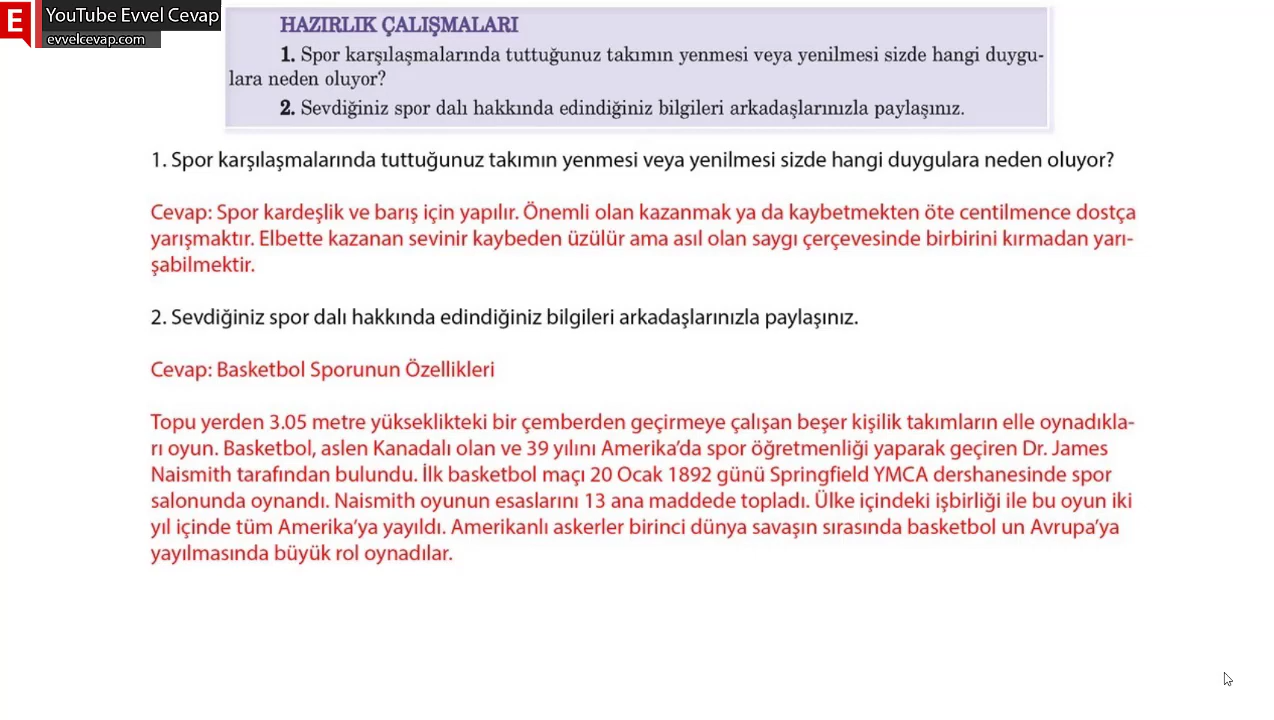 YouTube Evvel Cevap
evvelcevap.com
HAZIRLIK ÇALIŞMALARI
1. Spor karşılaşmalarında tuttuğunuz takımın yenmesi veya yenilmesi sizde hangi duygu-
lara neden oluyor?
2. Sevdiğiniz spor dalı hakkında edindiğiniz bilgileri arkadaşlarınızla paylaşınız.
1. Spor karşılaşmalarında tuttuğunuz takımın yenmesi veya yenilmesi sizde hangi duygulara neden oluyor?
Cevap: Spor kardeşlik ve barış için yapılır. Önemli olan kazanmak ya da kaybetmekten öte centilmence dostça
yarışmaktır. Elbette kazanan sevinir kaybeden üzülür ama asıl olan saygı çerçevesinde birbirini kırmadan yarı-
şabilmektir.
2. Sevdiğiniz spor dalı hakkında edindiğiniz bilgileri arkadaşlarınızla paylaşınız.
Cevap: Basketbol Sporunun Özellikleri
Topu yerden 3.05 metre yükseklikteki bir çemberden geçirmeye çalışan beşer kişilik takımların elle oynadıkla-
rı oyun. Basketbol, aslen Kanadalı olan ve 39 yılını Amerika’da spor öğretmenliği yaparak geçiren Dr. James
Naismith tarafından bulundu. İlk basketbol maçı 20 Ocak 1892 günü Springfield YMCA dershanesinde spor
salonunda oynandı. Naismith oyunun esaslarını 13 ana maddede topladı. Ülke içindeki işbirliği ile bu oyun iki
yıl içinde tüm Amerika’ya yayıldı. Amerikanlı askerler birinci dünya savaşın sırasında basketbol un Avrupa’ya
yayılmasında büyük rol oynadılar.
E